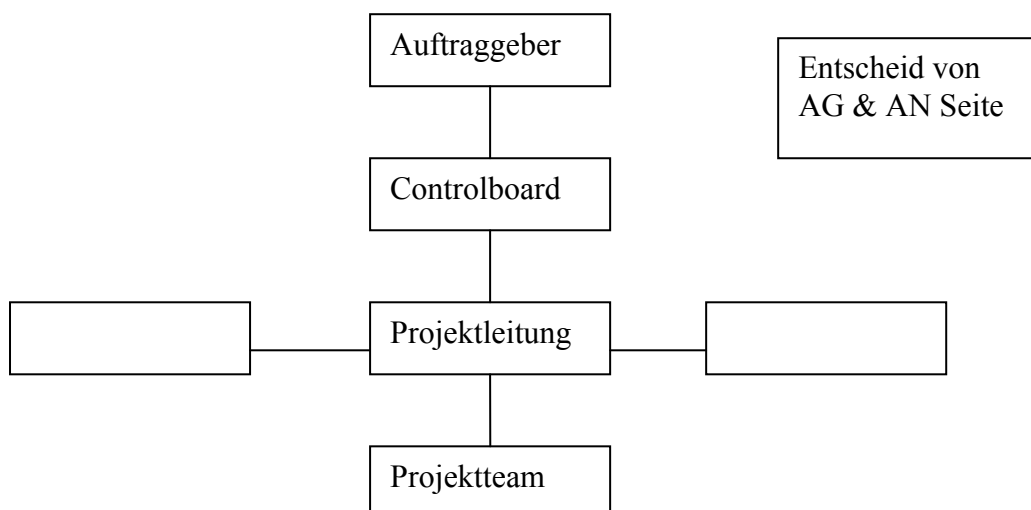 Auftraggeber
Entscheid von
AG & AN Seite
Controlboard
Projektleitung
Projektteam